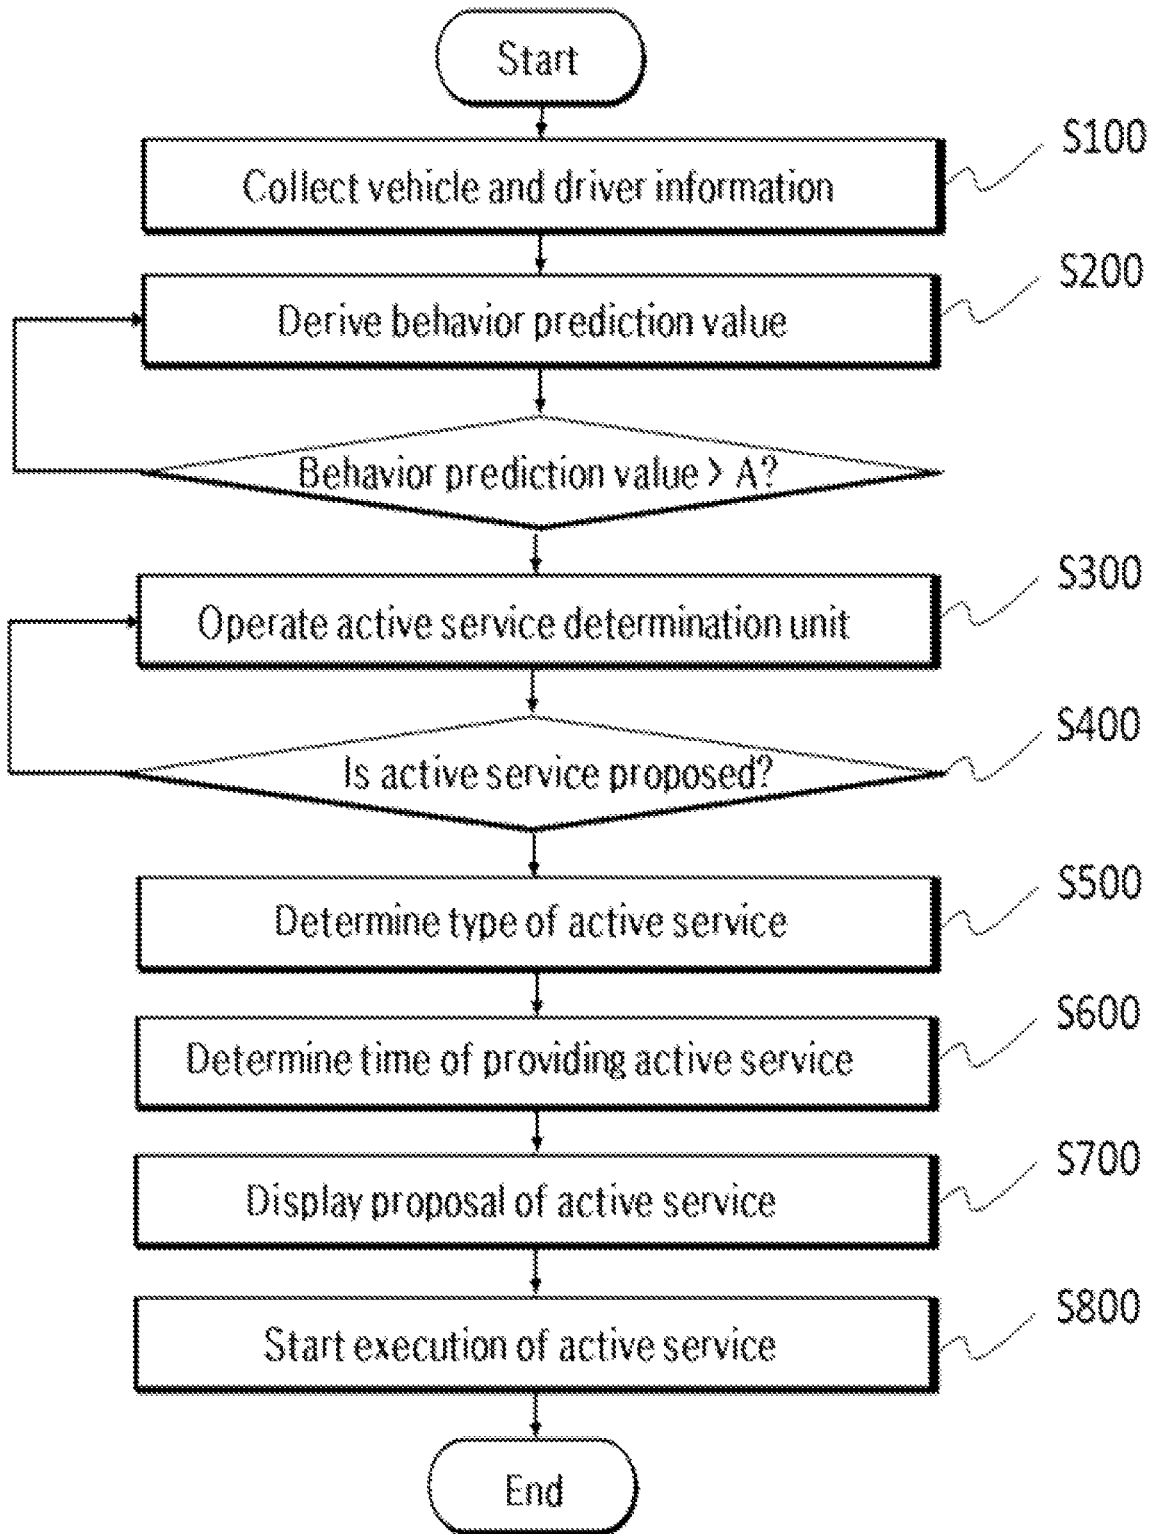 Start
Collect vehicle and driver information
S100
Derive behavior prediction value
S200
Behavior prediction value > A?
Operate active service determination unit
S300
Is active service proposed?
S400
Determine type of active service
S500
Determine time of providing active service
S600
Display proposal of active service
S700
Start execution of active service
S800
End